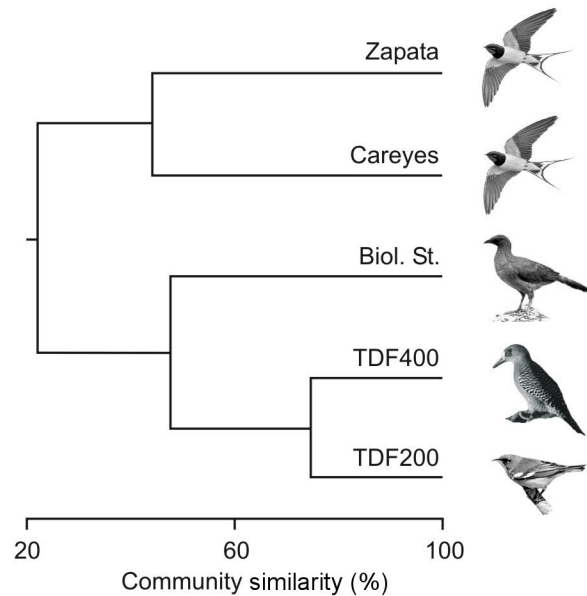 Zapata
Careyes
Biol. St.
TDF400
TDF200
20 60 100
Community similarity (%)